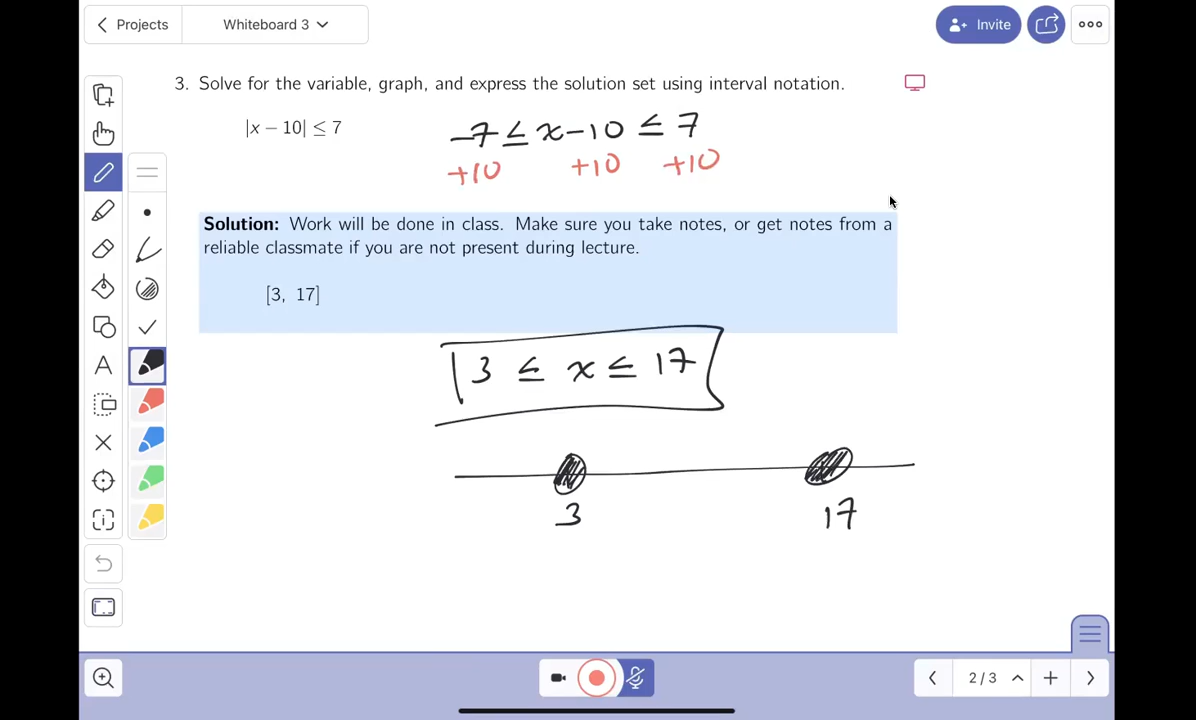 Projects
Whiteboard 3
Invite
3. Solve for the variable, graph, and express the solution set using interval notation.
|x − 10| ≤ 7
-7 ≤ x-10 ≤ 7
+10 +10 +10
Solution: Work will be done in class. Make sure you take notes, or get notes from a
reliable classmate if you are not present during lecture.
[3, 17]
3 ≤ x ≤ 17
3 17
A
2 / 3